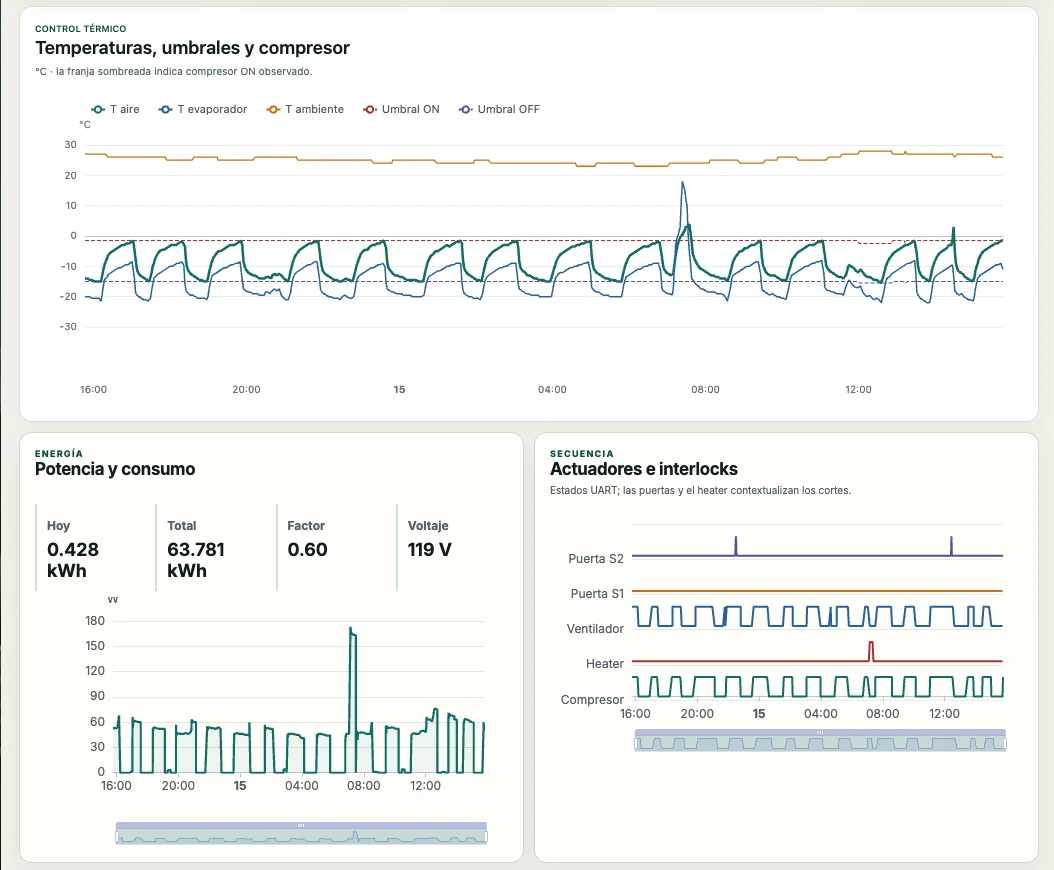 CONTROL TÉRMICO
Temperaturas, umbrales y compresor
°C · la franja sombreada indica compresor ON observado.
T aire T evaporador T ambiente Umbral ON Umbral OFF
°C
30
20
10
0
-10
-20
-30
16:00 20:00 15 04:00 08:00 12:00
ENERGÍA
Potencia y consumo
Hoy Total Factor Voltaje
0.428 kWh 63.781 kWh 0.60 119 V
W
180
150
120
90
60
30
0
16:00 20:00 15 04:00 08:00 12:00
SECUENCIA
Actuadores e interlocks
Estados UART; las puertas y el heater contextualizan los cortes.
Puerta S2
Puerta S1
Ventilador
Heater
Compresor
16:00 20:00 15 04:00 08:00 12:00